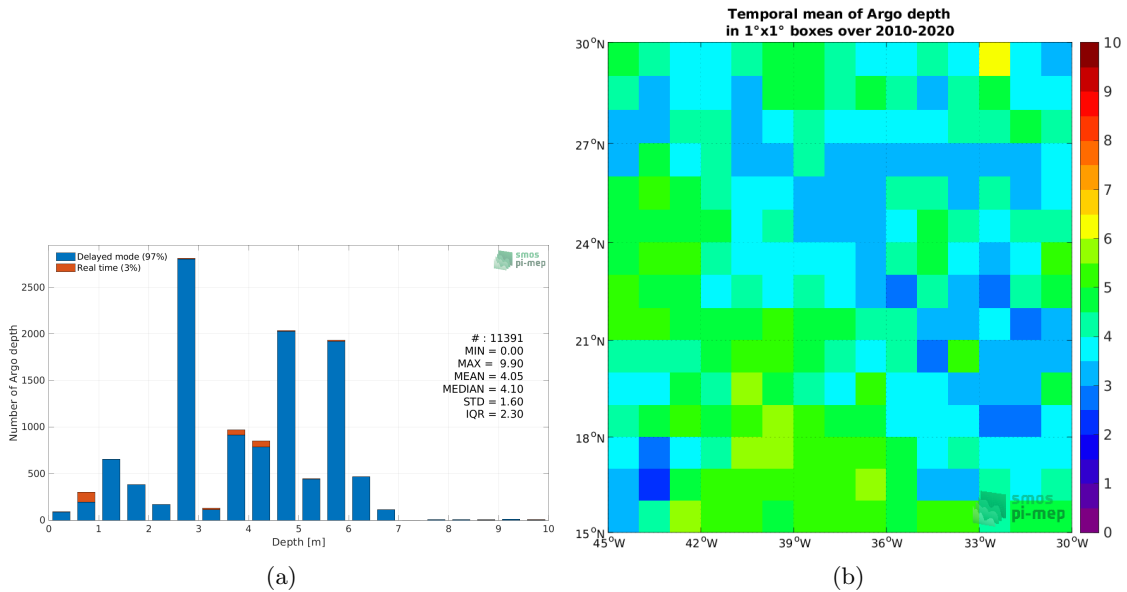 Delayed mode (97%)
Real time (3%)
smos
pi-mep
Number of Argo depth
2500
2000
1500
1000
500
0
# : 11391
MIN = 0.00
MAX = 9.90
MEAN = 4.05
MEDIAN = 4.10
STD = 1.60
IQR = 2.30
0 1 2 3 4 5 6 7 8 9 10
Depth [m]
(a)
Temporal mean of Argo depth
in 1°x1° boxes over 2010-2020
30°N
27°N
24°N
21°N
18°N
15°N
45°W 42°W 39°W 36°W 33°W 30°W
smos
pi-mep
10
9
8
7
6
5
4
3
2
1
0
(b)